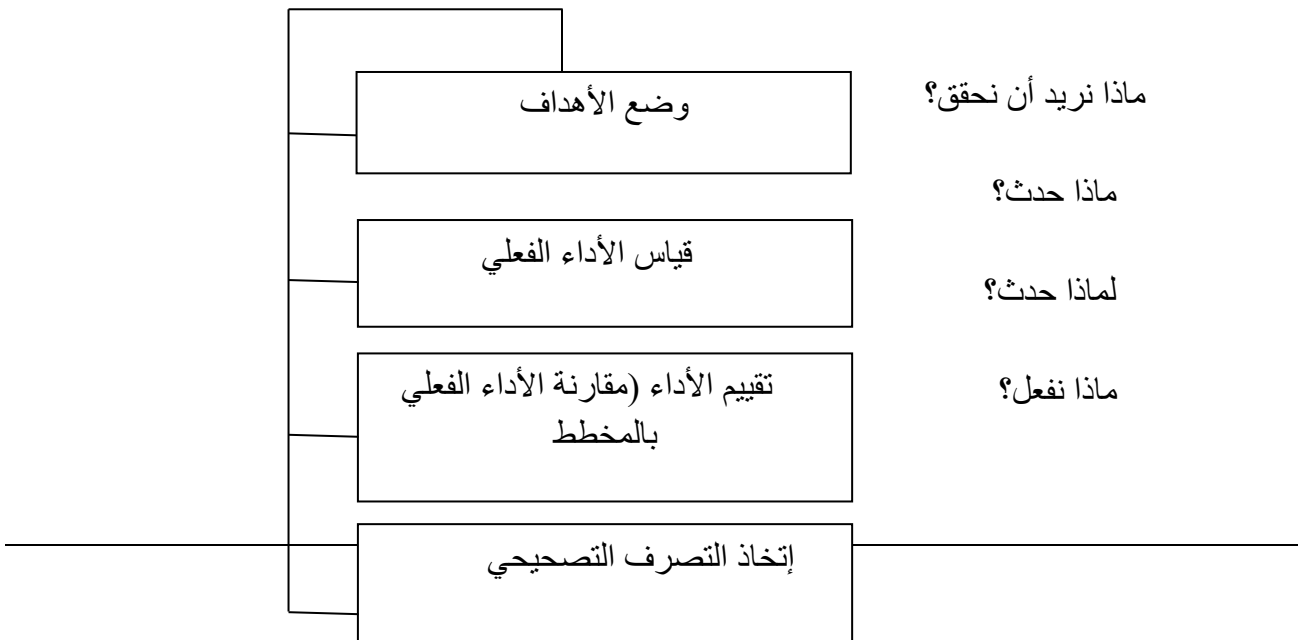 ماذا نريد أن نحقق؟
وضع الأهداف
ماذا حدث؟
قياس الأداء الفعلي
لماذا حدث؟
تقييم الأداء (مقارنة الأداء الفعلي
بالمخطط
ماذا نفعل؟
إتخاذ التصرف التصحيحي